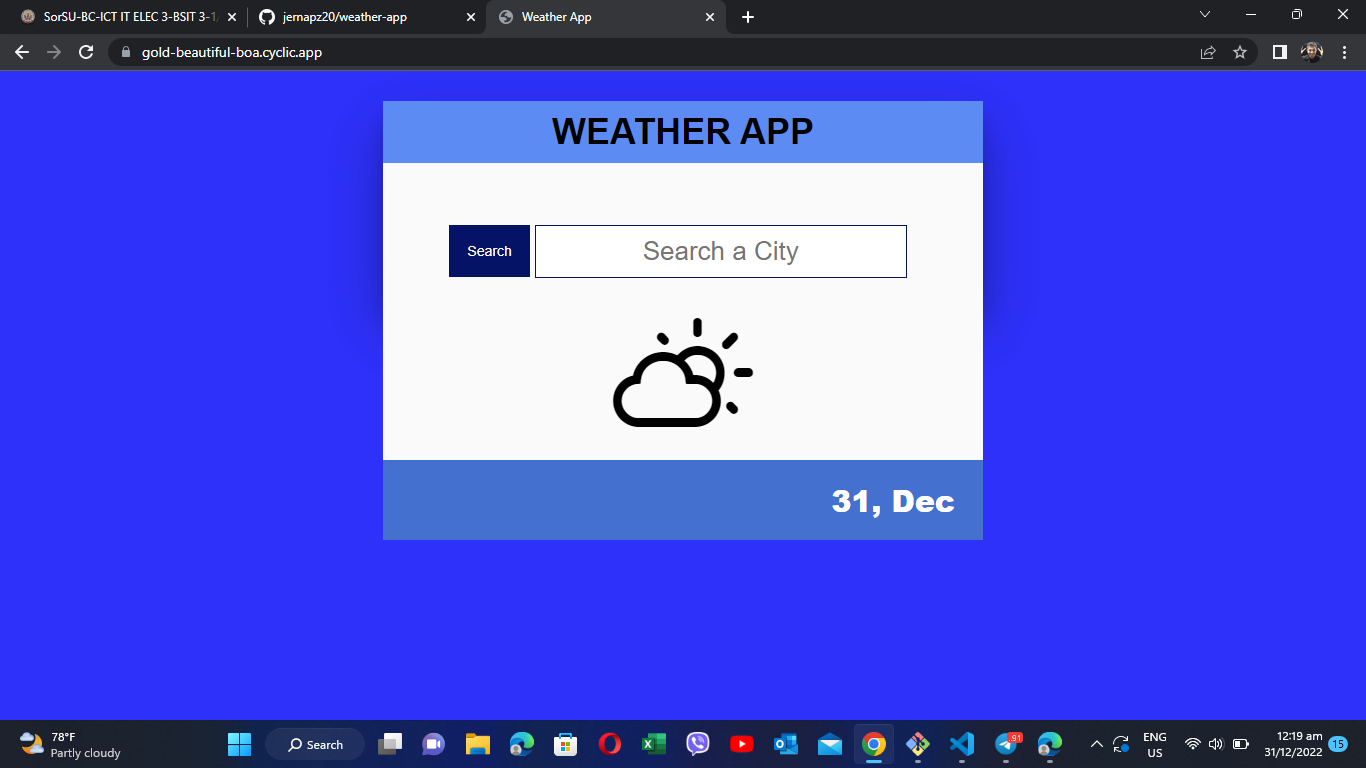 SorSU-BC-ICT IT ELEC 3-BSIT 3-1
jernapz20/weather-app
Weather App
gold-beautiful-boa.cyclic.app
WEATHER APP
Search
Search a City
31, Dec
78°F
Partly cloudy
Search
91
ENG
US
12:19 am
31/12/2022
15